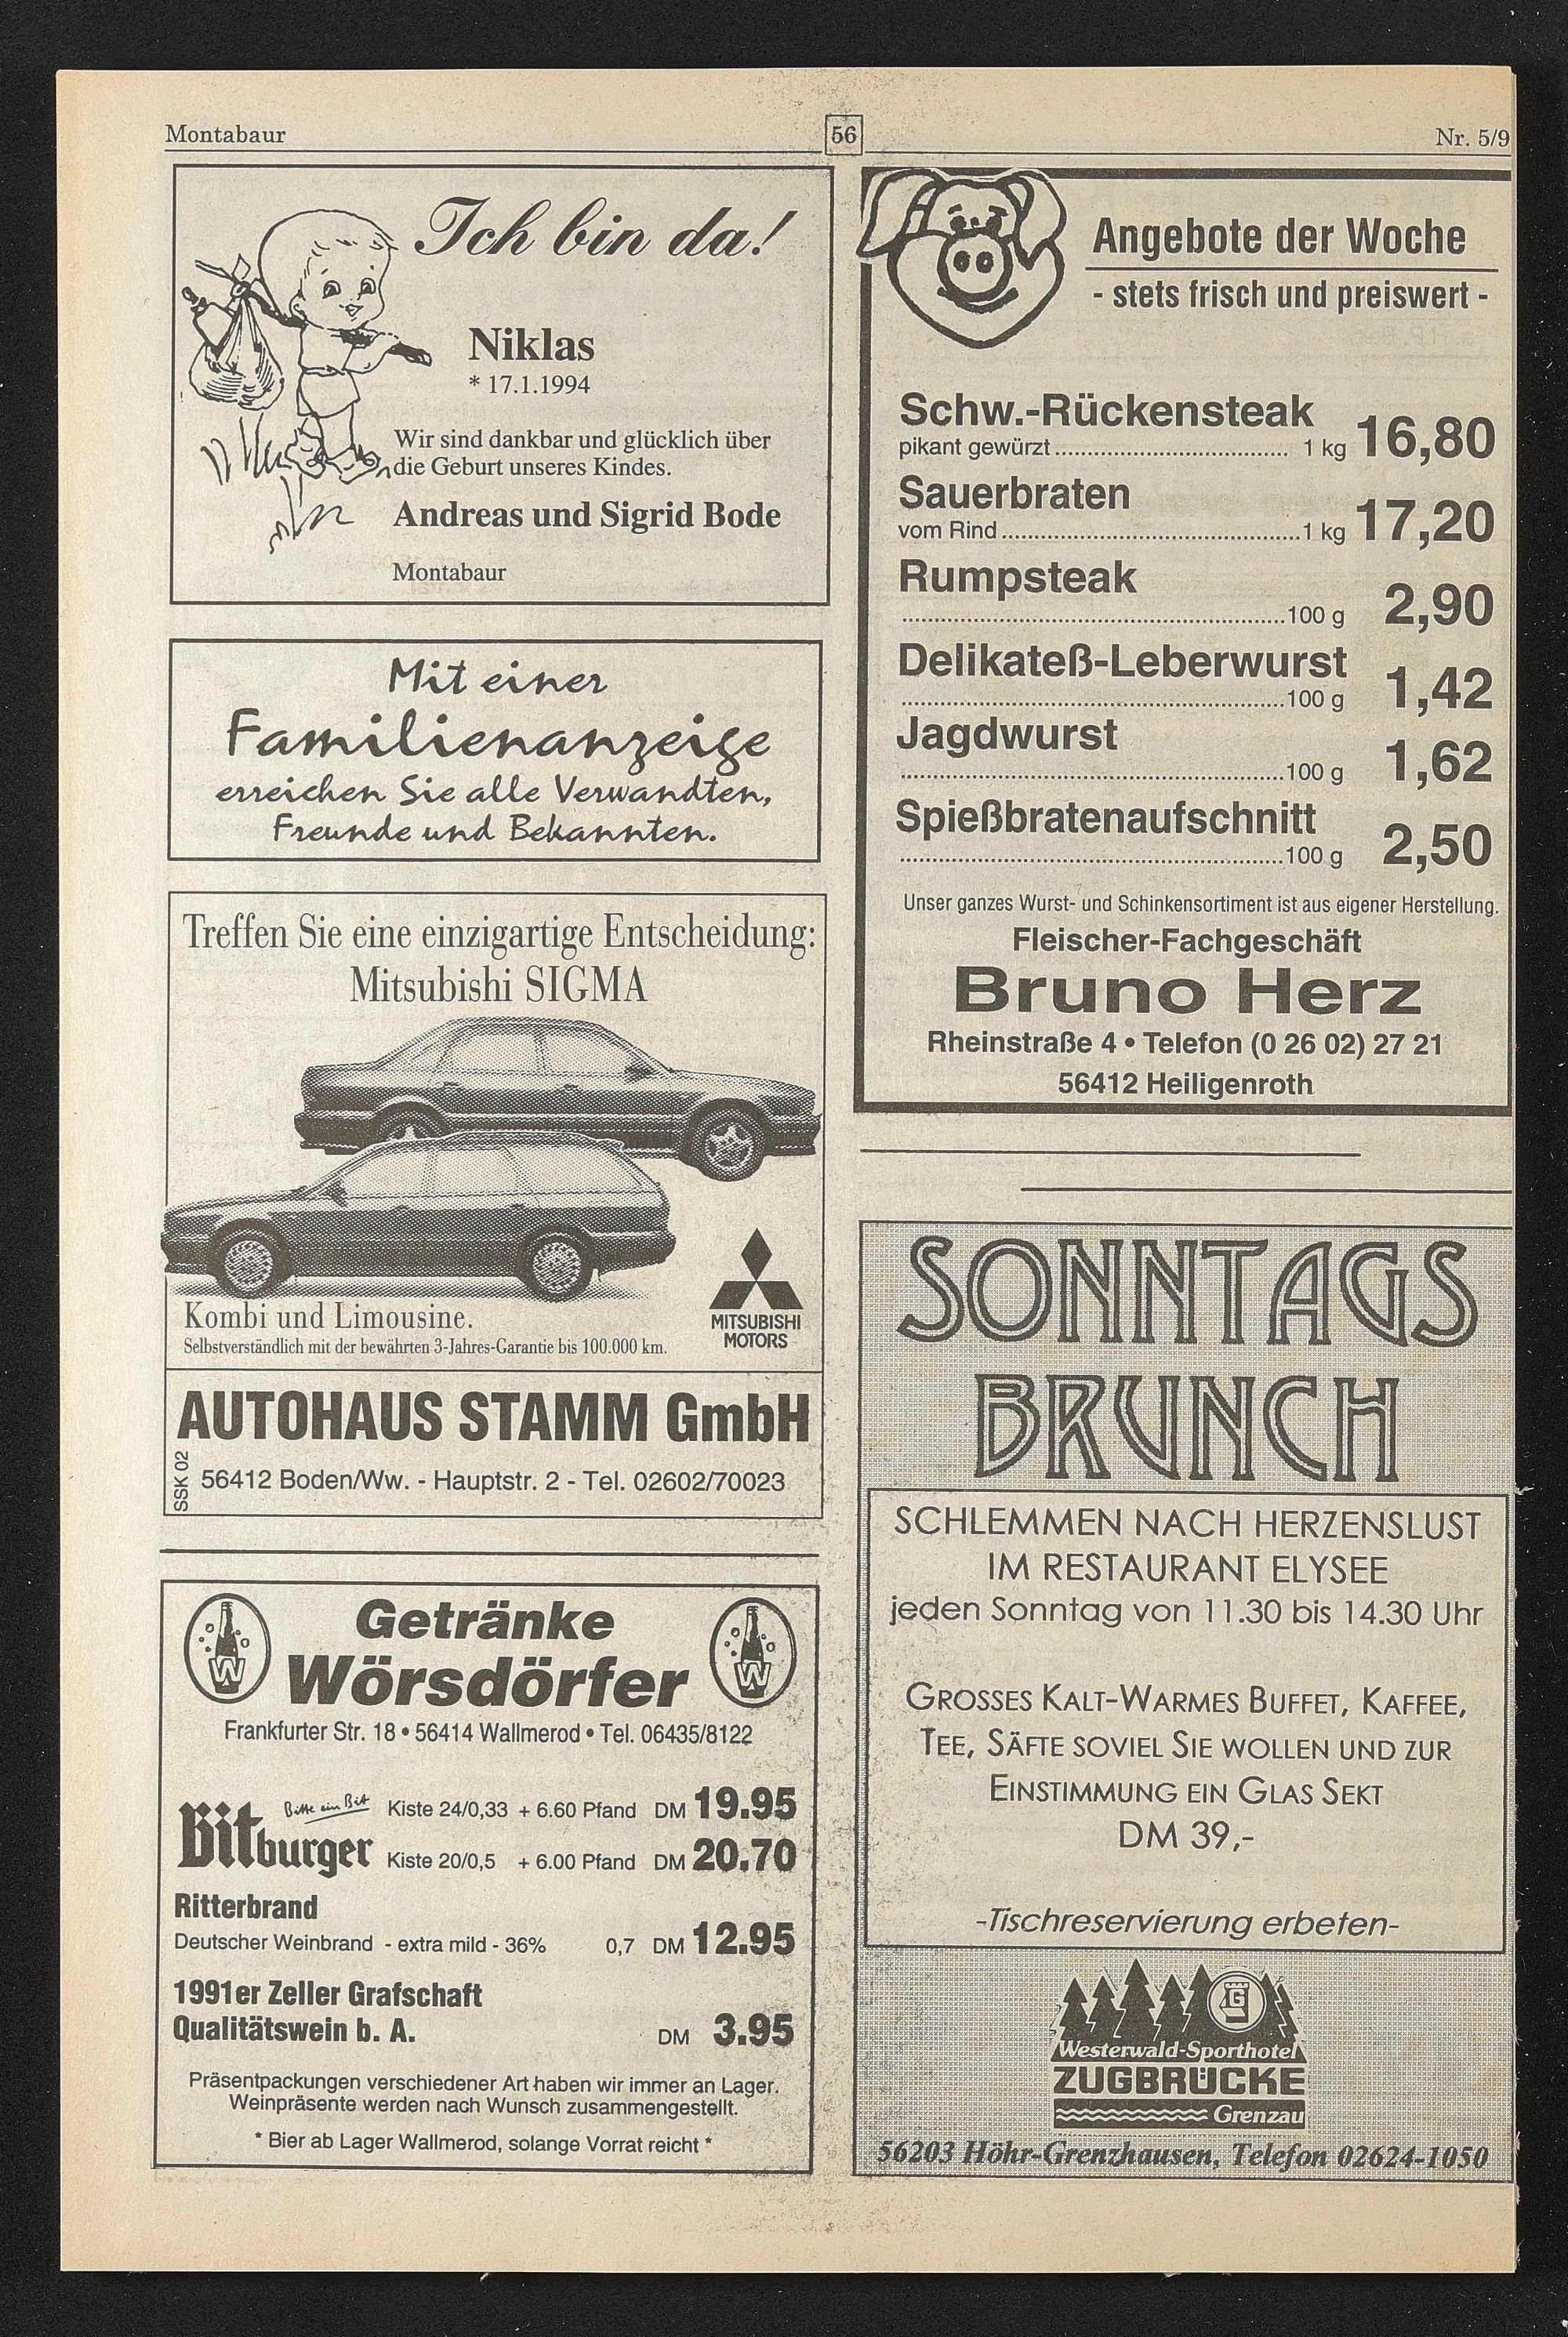 Montabaur
56
Nr. 5/9
Ich bin da!
Niklas
* 17.1.1994
Wir sind dankbar und glücklich über
die Geburt unseres Kindes.
Andreas und Sigrid Bode
Montabaur
Mit einer
Familienanzeige
erreichen Sie alle Verwandten,
Freunde und Bekannten.
Treffen Sie eine einzigartige Entscheidung:
Mitsubishi SIGMA
Kombi und Limousine.
Selbstverständlich mit der bewährten 3-Jahres-Garantie bis 100.000 km.
MITSUBISHI
MOTORS
AUTOHAUS STAMM GmbH
SSK 02
56412 Boden/Ww. - Hauptstr. 2 - Tel. 02602/70023
Getränke
Wörsdörfer
W
W
Frankfurter Str. 18 • 56414 Wallmerod • Tel. 06435/8122
Bitte ein Bit
Bitburger
Kiste 24/0,33 + 6.60 Pfand DM 19.95
Kiste 20/0,5 + 6.00 Pfand DM 20.70
Ritterbrand
Deutscher Weinbrand - extra mild - 36% 0,7 DM 12.95
1991er Zeller Grafschaft
Qualitätswein b. A. DM 3.95
Präsentpackungen verschiedener Art haben wir immer an Lager.
Weinpräsente werden nach Wunsch zusammengestellt.
* Bier ab Lager Wallmerod, solange Vorrat reicht *
Angebote der Woche
- stets frisch und preiswert -
Schw.-Rückensteak
pikant gewürzt .................................. 1 kg 16,80
Sauerbraten
vom Rind ............................................ 1 kg 17,20
Rumpsteak
........................................................ 100 g 2,90
Delikateß-Leberwurst
........................................................ 100 g 1,42
Jagdwurst
........................................................ 100 g 1,62
Spießbratenaufschnitt
........................................................ 100 g 2,50
Unser ganzes Wurst- und Schinkensortiment ist aus eigener Herstellung.
Fleischer-Fachgeschäft
Bruno Herz
Rheinstraße 4 • Telefon (0 26 02) 27 21
56412 Heiligenroth
SONNTAGS
BRUNCH
SCHLEMMEN NACH HERZENSLUST
IM RESTAURANT ELYSEE
jeden Sonntag von 11.30 bis 14.30 Uhr
GROSSES KALT-WARMES BUFFET, KAFFEE,
TEE, SÄFTE SOVIEL SIE WOLLEN UND ZUR
EINSTIMMUNG EIN GLAS SEKT
DM 39,-
-Tischreservierung erbeten-
G
Westerwald-Sporthotel
ZUGBRÜCKE
Grenzau
56203 Höhr-Grenzhausen, Telefon 02624-1050